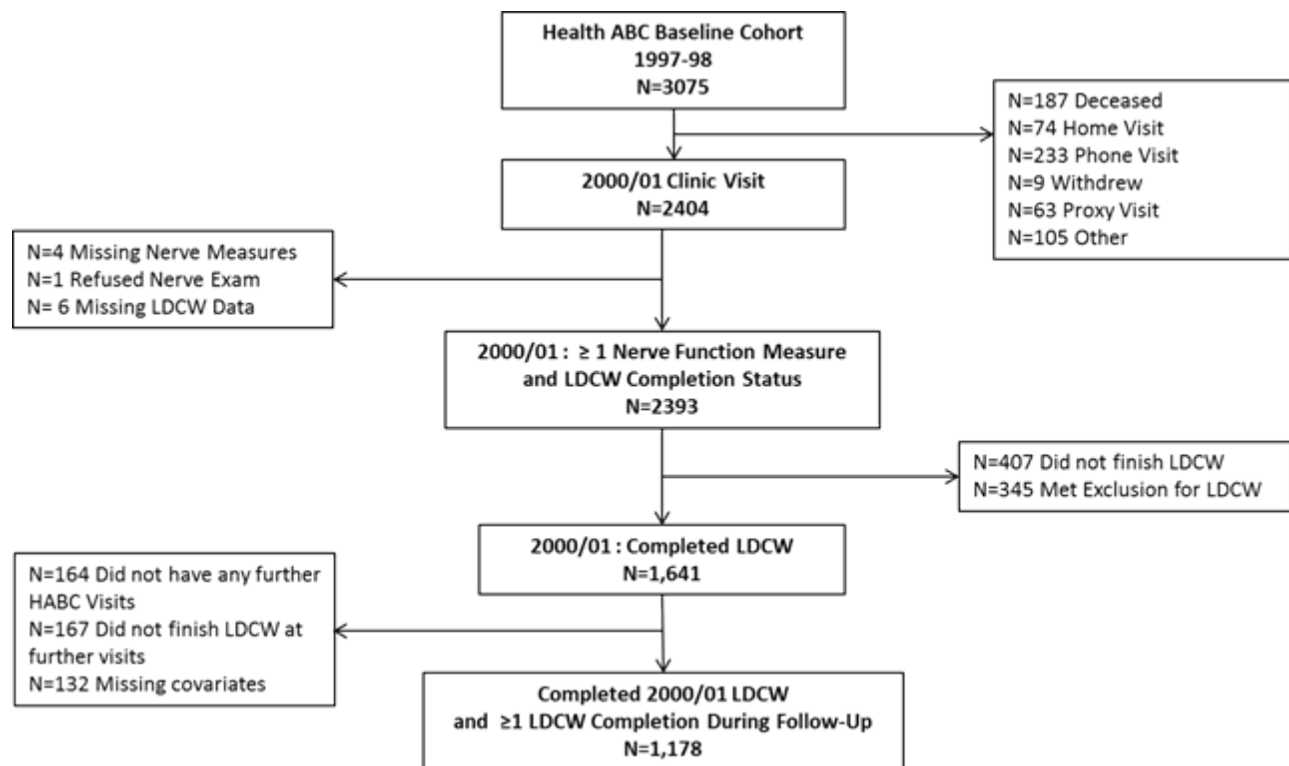 Health ABC Baseline Cohort
1997-98
N=3075
N=187 Deceased
N=74 Home Visit
N=233 Phone Visit
N=9 Withdrew
N=63 Proxy Visit
N=105 Other
2000/01 Clinic Visit
N=2404
N=4 Missing Nerve Measures
N=1 Refused Nerve Exam
N= 6 Missing LDCW Data
2000/01 : ≥ 1 Nerve Function Measure
and LDCW Completion Status
N=2393
N=407 Did not finish LDCW
N=345 Met Exclusion for LDCW
2000/01 : Completed LDCW
N=1,641
N=164 Did not have any further
HABC Visits
N=167 Did not finish LDCW at
further visits
N=132 Missing covariates
Completed 2000/01 LDCW
and ≥1 LDCW Completion During Follow-Up
N=1,178